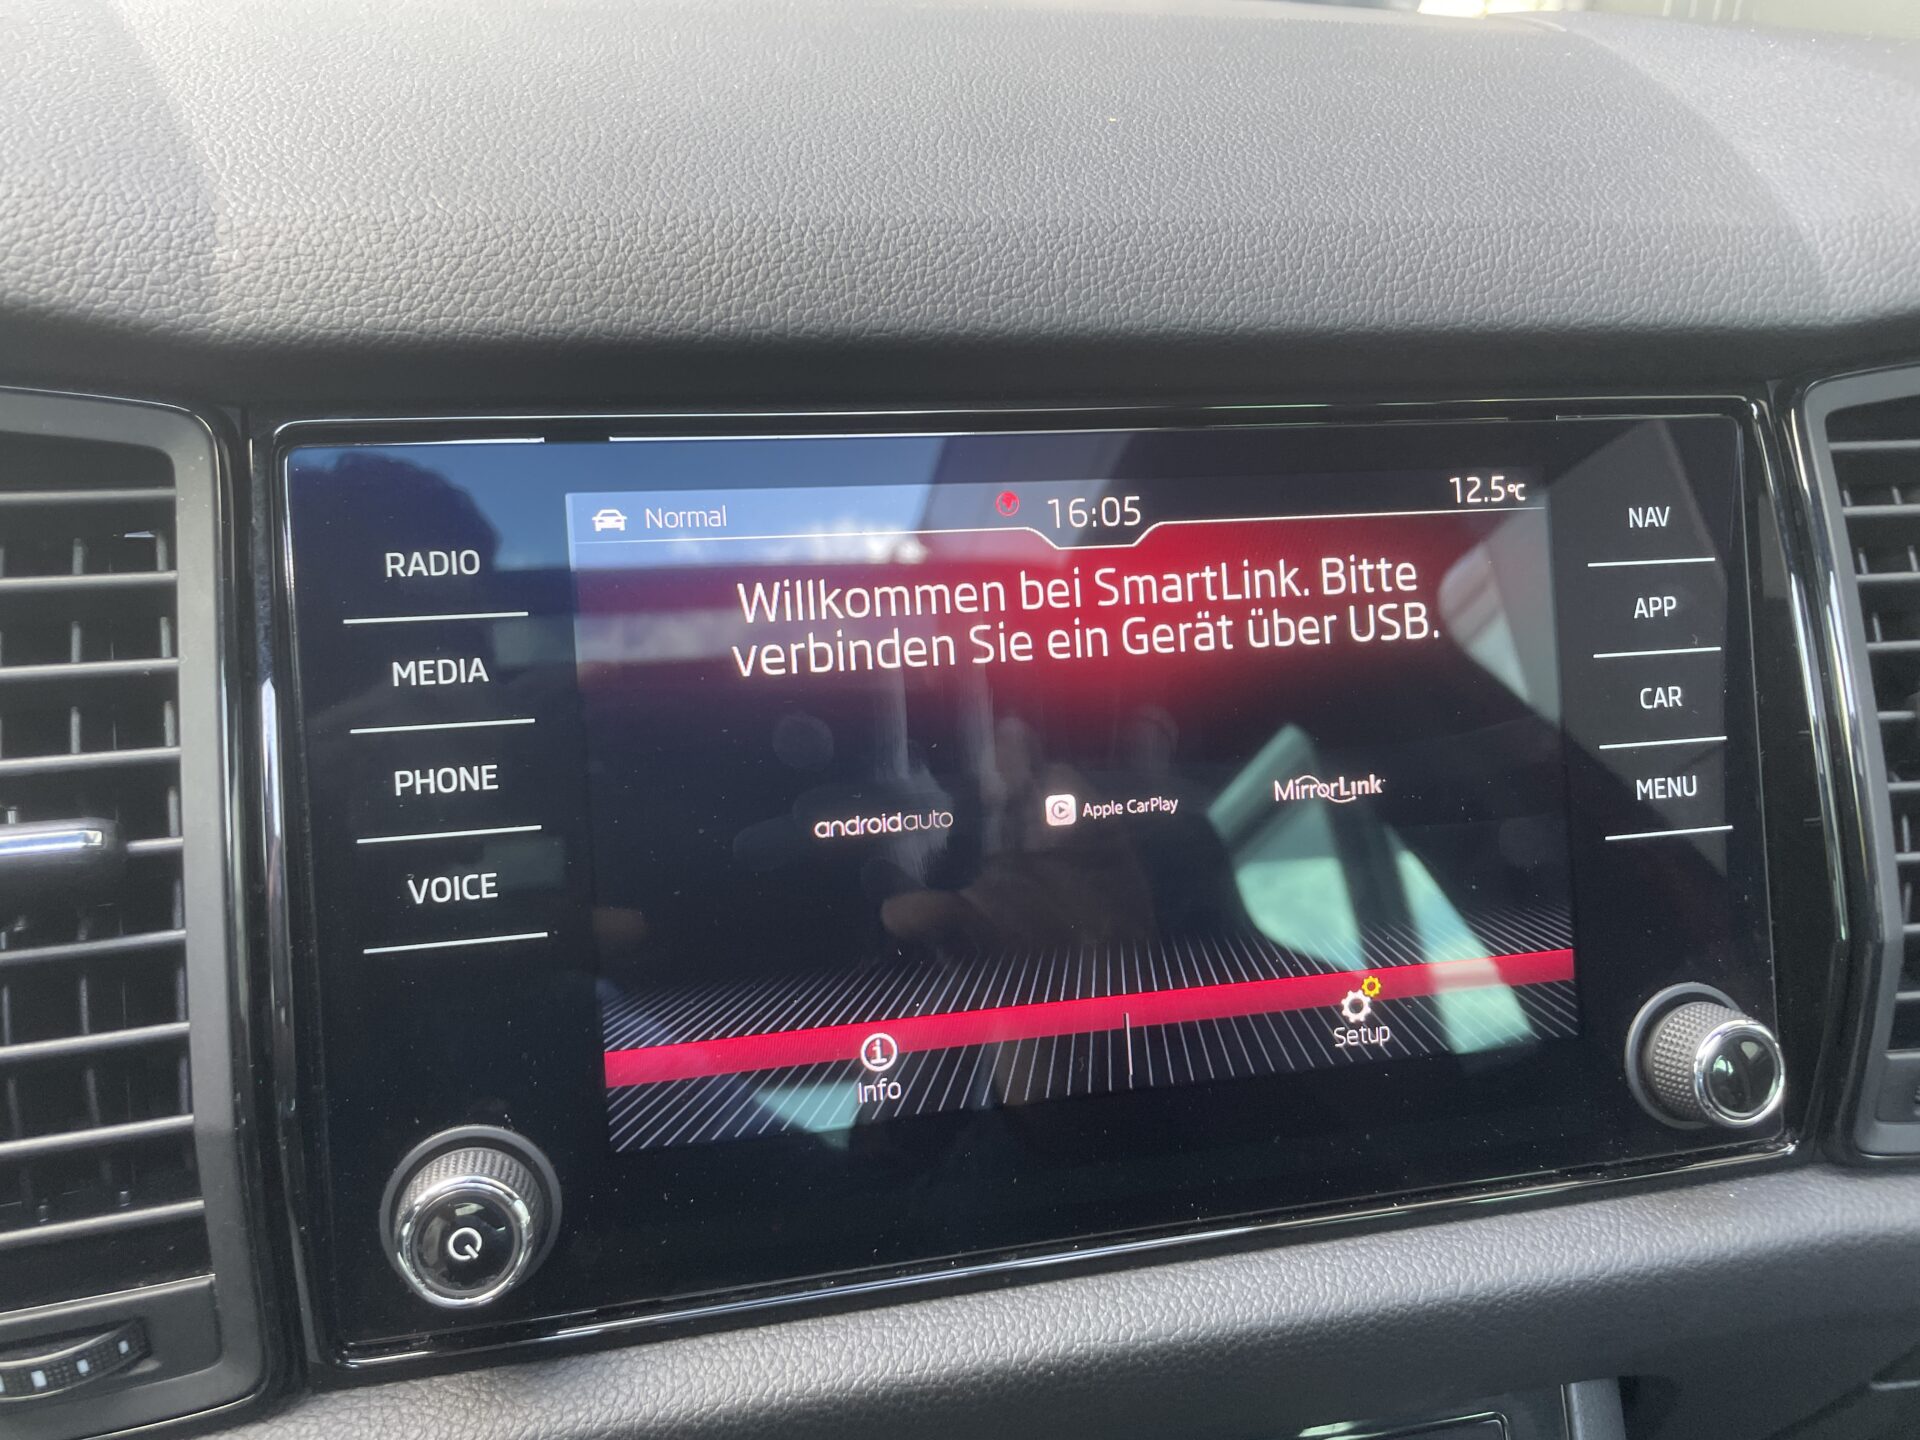 Normal
16:05
12.5°C
Willkommen bei SmartLink. Bitte
verbinden Sie ein Gerät über USB.
androidauto
Apple CarPlay
MirrorLink
Info
Setup
RADIO
MEDIA
PHONE
VOICE
NAV
APP
CAR
MENU